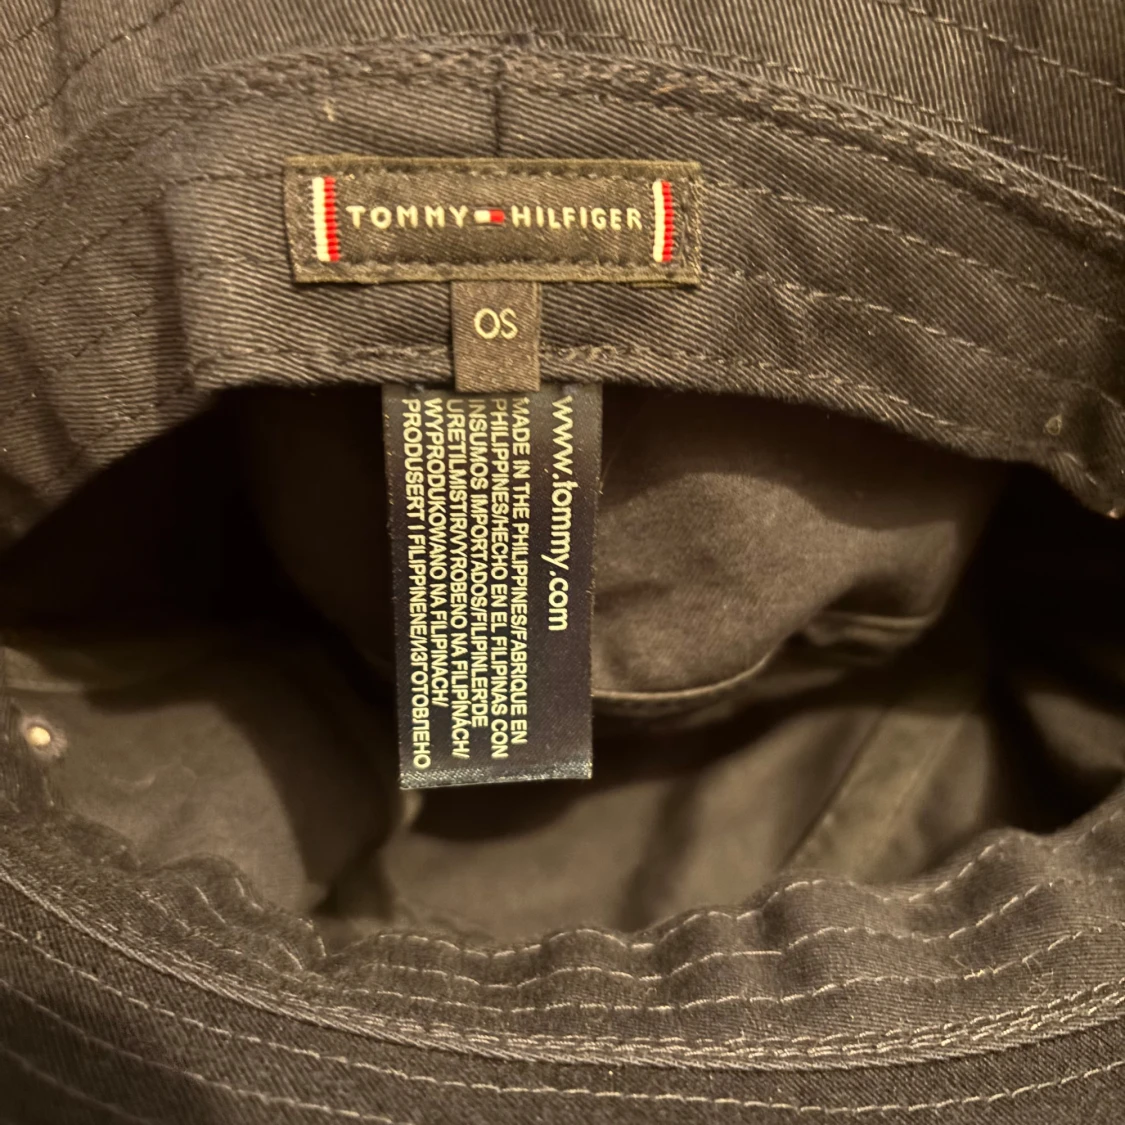 TOMMY HILFIGER
OS
www.tommy.com
MADE IN THE PHILIPPINES/FABRIQUE EN
PHILIPPINES/HECHO EN EL FILIPINAS CON
INSUMOS IMPORTADOS/FILIPINLER'DE
URETILMISTIR/VYROBENO NA FILIPÍNÁCH/
WYPRODUKOWANO NA FILIPINACH/
PRODUSERT I FILIPPINENE/ИЗГОТОВЛЕНО